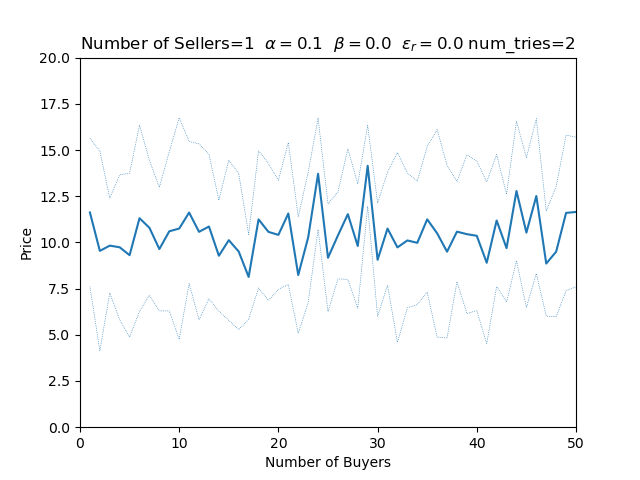 Number of Sellers=1 α = 0.1 β = 0.0 εr = 0.0 num_tries=2
20.0
17.5
15.0
12.5
10.0
7.5
5.0
2.5
0.0
Price
0 10 20 30 40 50
Number of Buyers